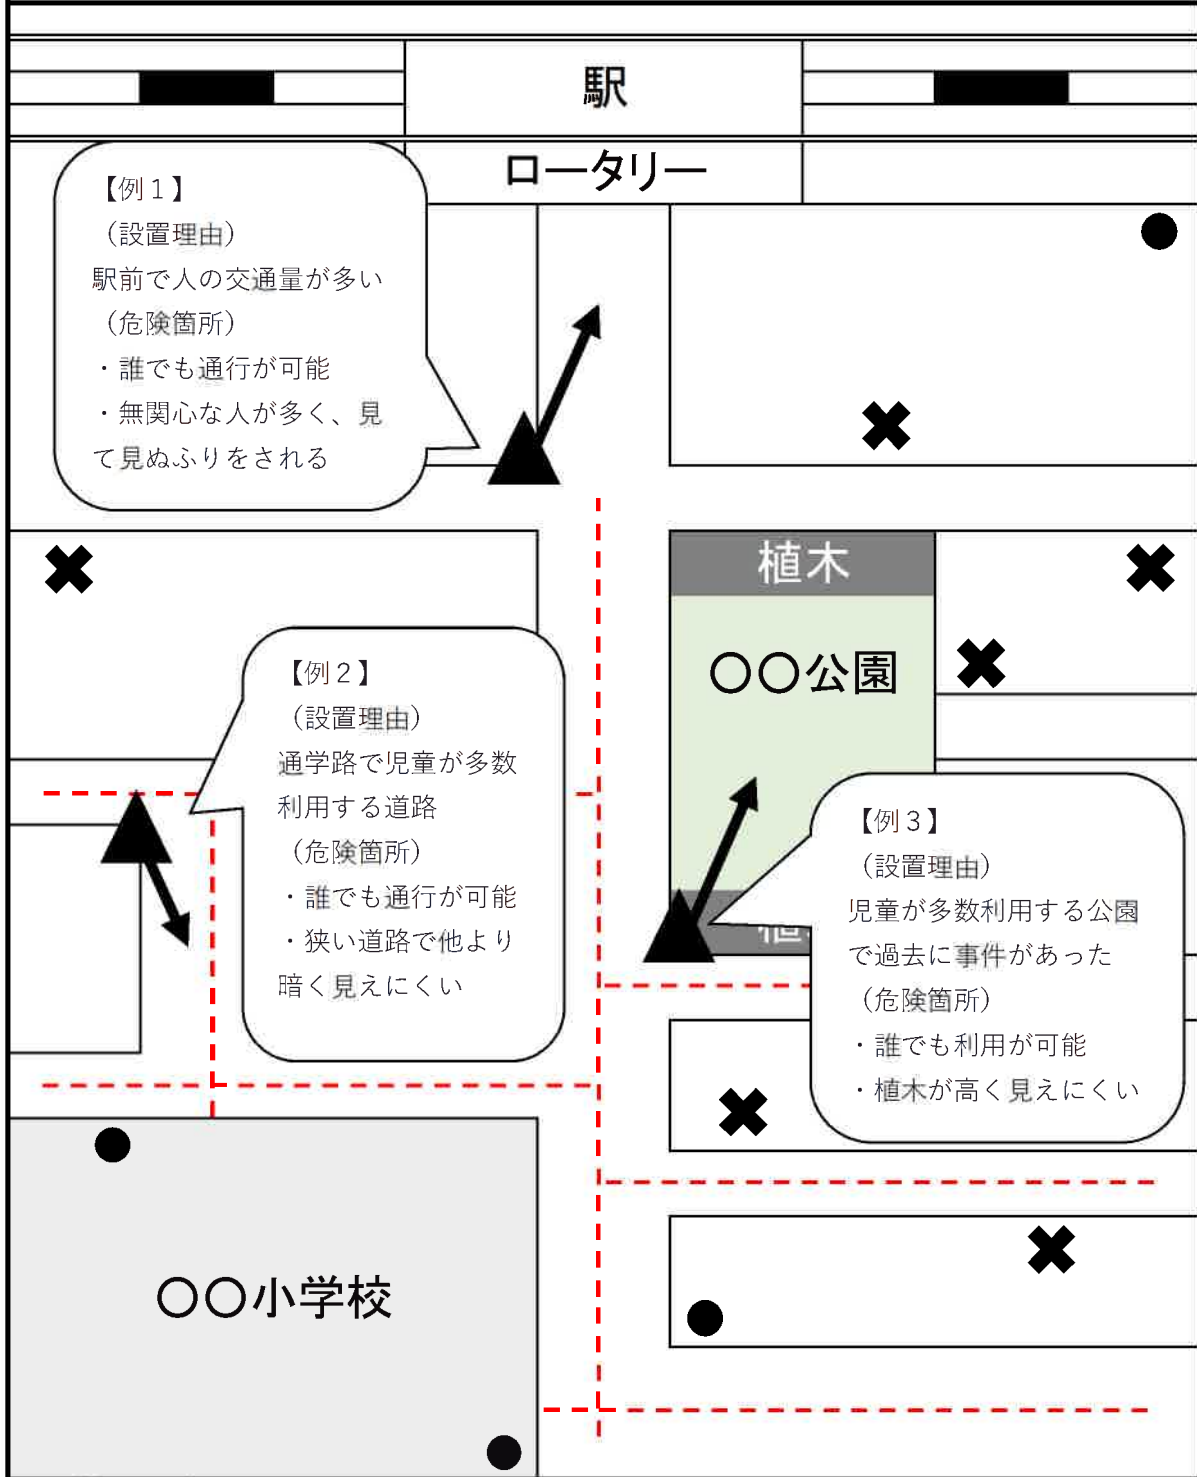 駅
ロータリー
【例１】
（設置理由）
駅前で人の交通量が多い
（危険箇所）
・誰でも通行が可能
・無関心な人が多く、見
て見ぬふりをされる
植木
〇〇公園
【例２】
（設置理由）
通学路で児童が多数
利用する道路
（危険箇所）
・誰でも通行が可能
・狭い道路で他より
暗く見えにくい
【例３】
（設置理由）
児童が多数利用する公園
で過去に事件があった
（危険箇所）
・誰でも利用が可能
・植木が高く見えにくい
〇〇小学校